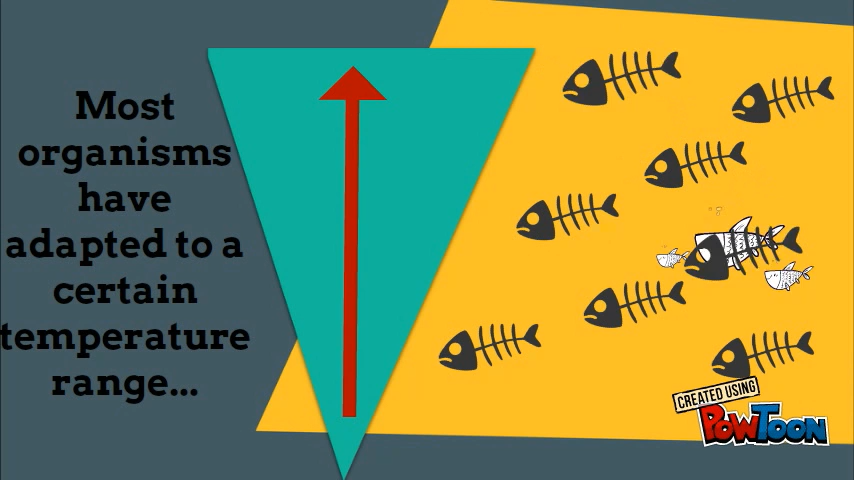 Most
organisms
have
adapted to a
certain
temperature
range...
CREATED USING
POWTOON